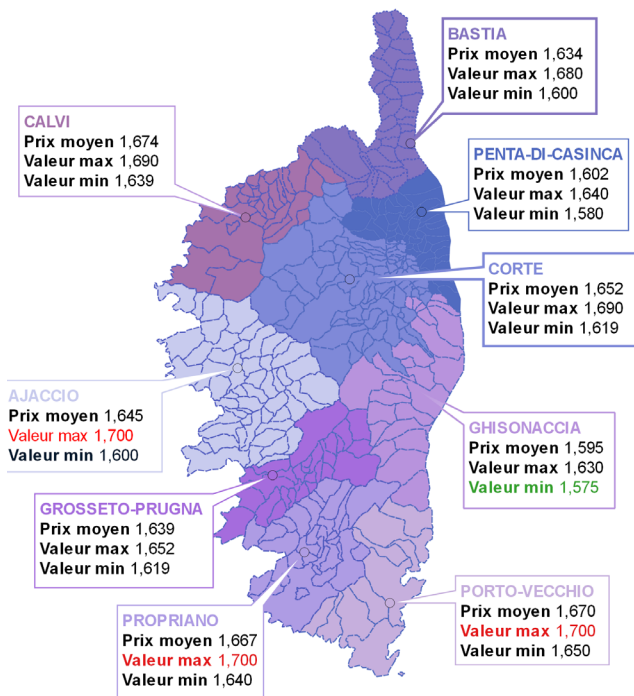 BASTIA
Prix moyen 1,634
Valeur max 1,680
Valeur min 1,600
CALVI
Prix moyen 1,674
Valeur max 1,690
Valeur min 1,639
PENTA-DI-CASINCA
Prix moyen 1,602
Valeur max 1,640
Valeur min 1,580
CORTE
Prix moyen 1,652
Valeur max 1,690
Valeur min 1,619
AJACCIO
Prix moyen 1,645
Valeur max 1,700
Valeur min 1,600
GHISONACCIA
Prix moyen 1,595
Valeur max 1,630
Valeur min 1,575
GROSSETO-PRUGNA
Prix moyen 1,639
Valeur max 1,652
Valeur min 1,619
PORTO-VECCHIO
Prix moyen 1,670
Valeur max 1,700
Valeur min 1,650
PROPRIANO
Prix moyen 1,667
Valeur max 1,700
Valeur min 1,640